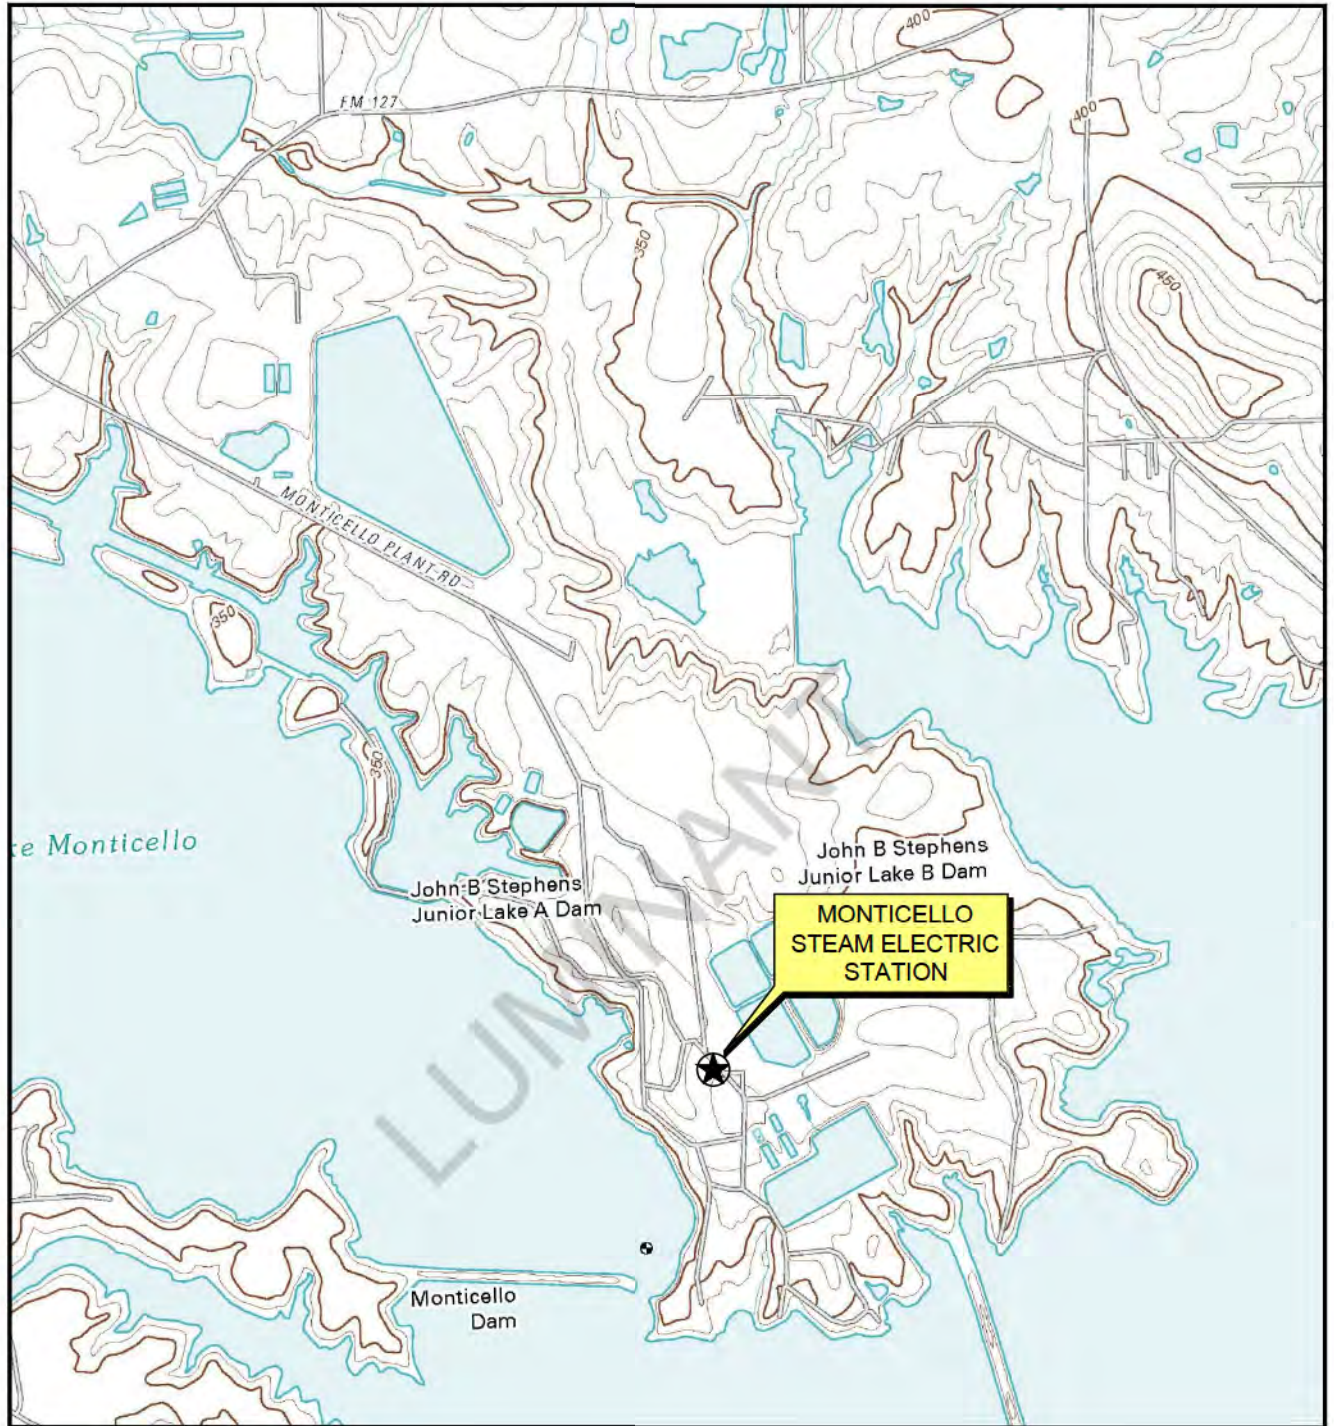 400
FM 127
400
350
450
MONTICELLO PLANT RD
350
350
ke Monticello
John B Stephens
Junior Lake B Dam
John B Stephens
Junior Lake A Dam
MONTICELLO
STEAM ELECTRIC
STATION
LUMINANT
Monticello
Dam